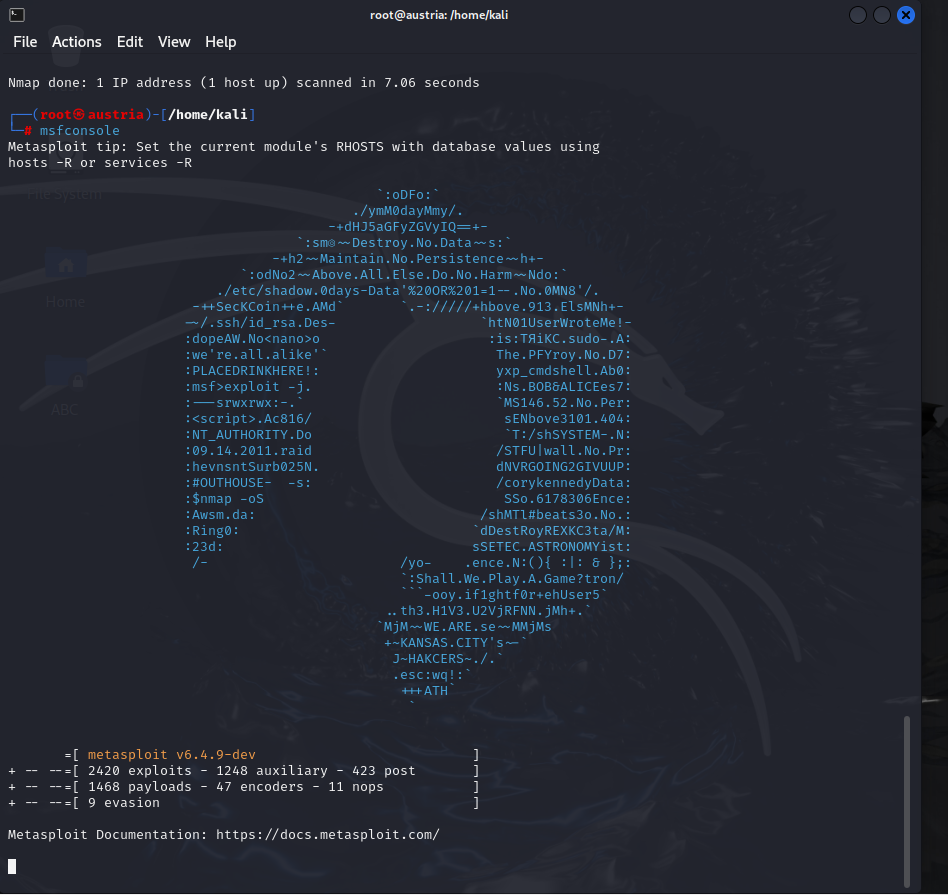 root@austria: /home/kali
File Actions Edit View Help
Nmap done: 1 IP address (1 host up) scanned in 7.06 seconds
┌──(root㉿austria)-[/home/kali]
└─# msfconsole
Metasploit tip: Set the current module's RHOSTS with database values using
hosts -R or services -R
`:oDFo:`
./ymM0dayMmy/.
-+dHJ5aGFyZGVyIQ==+-
`:sm⏣~~Destroy.No.Data~~s:`
-+h2~~Maintain.No.Persistence~~h+-
`:odNo2~~Above.All.Else.Do.No.Harm~~Ndo:`
./etc/shadow.0days-Data'%20OR%201=1--.No.0MN8'/.
-++SecKCoin++e.AMd` `.-://///+hbove.913.ElsMNh+-
-~/.ssh/id_rsa.Des- `htN01UserWroteMe!-
:dopeAW.No<nano>o :is:TЯiKC.sudo-.A:
:we're.all.alike'` The.PFYroy.No.D7:
:PLACEDRINKHERE!: yxp_cmdshell.Ab0:
:msf>exploit -j. :Ns.BOB&ALICEes7:
:---srwxrwx:-.` `MS146.52.No.Per:
:<script>.Ac816/ sENbove3101.404:
:NT_AUTHORITY.Do `T:/shSYSTEM-.N:
:09.14.2011.raid /STFU|wall.No.Pr:
:hevnsntSurb025N. dNVRGOING2GIVUUP:
:#OUTHOUSE- -s: /corykennedyData:
:$nmap -oS SSo.6178306Ence:
:Awsm.da: /shMTl#beats3o.No.:
:Ring0: `dDestRoyREXKC3ta/M:
:23d: sSETEC.ASTRONOMYist:
/- /yo- .ence.N:(){ :|: & };:
`:Shall.We.Play.A.Game?tron/
```-ooy.if1ghtf0r+ehUser5`
..th3.H1V3.U2VjRFNN.jMh+.`
`MjM~~WE.ARE.se~~MMjMs
+~KANSAS.CITY's~-`
J~HAKCERS~./.`
.esc:wq!:`
+++ATH`
`
=[ metasploit v6.4.9-dev ]
+ -- --=[ 2420 exploits - 1248 auxiliary - 423 post ]
+ -- --=[ 1468 payloads - 47 encoders - 11 nops ]
+ -- --=[ 9 evasion ]
Metasploit Documentation: https://docs.metasploit.com/
File System
Home
ABC